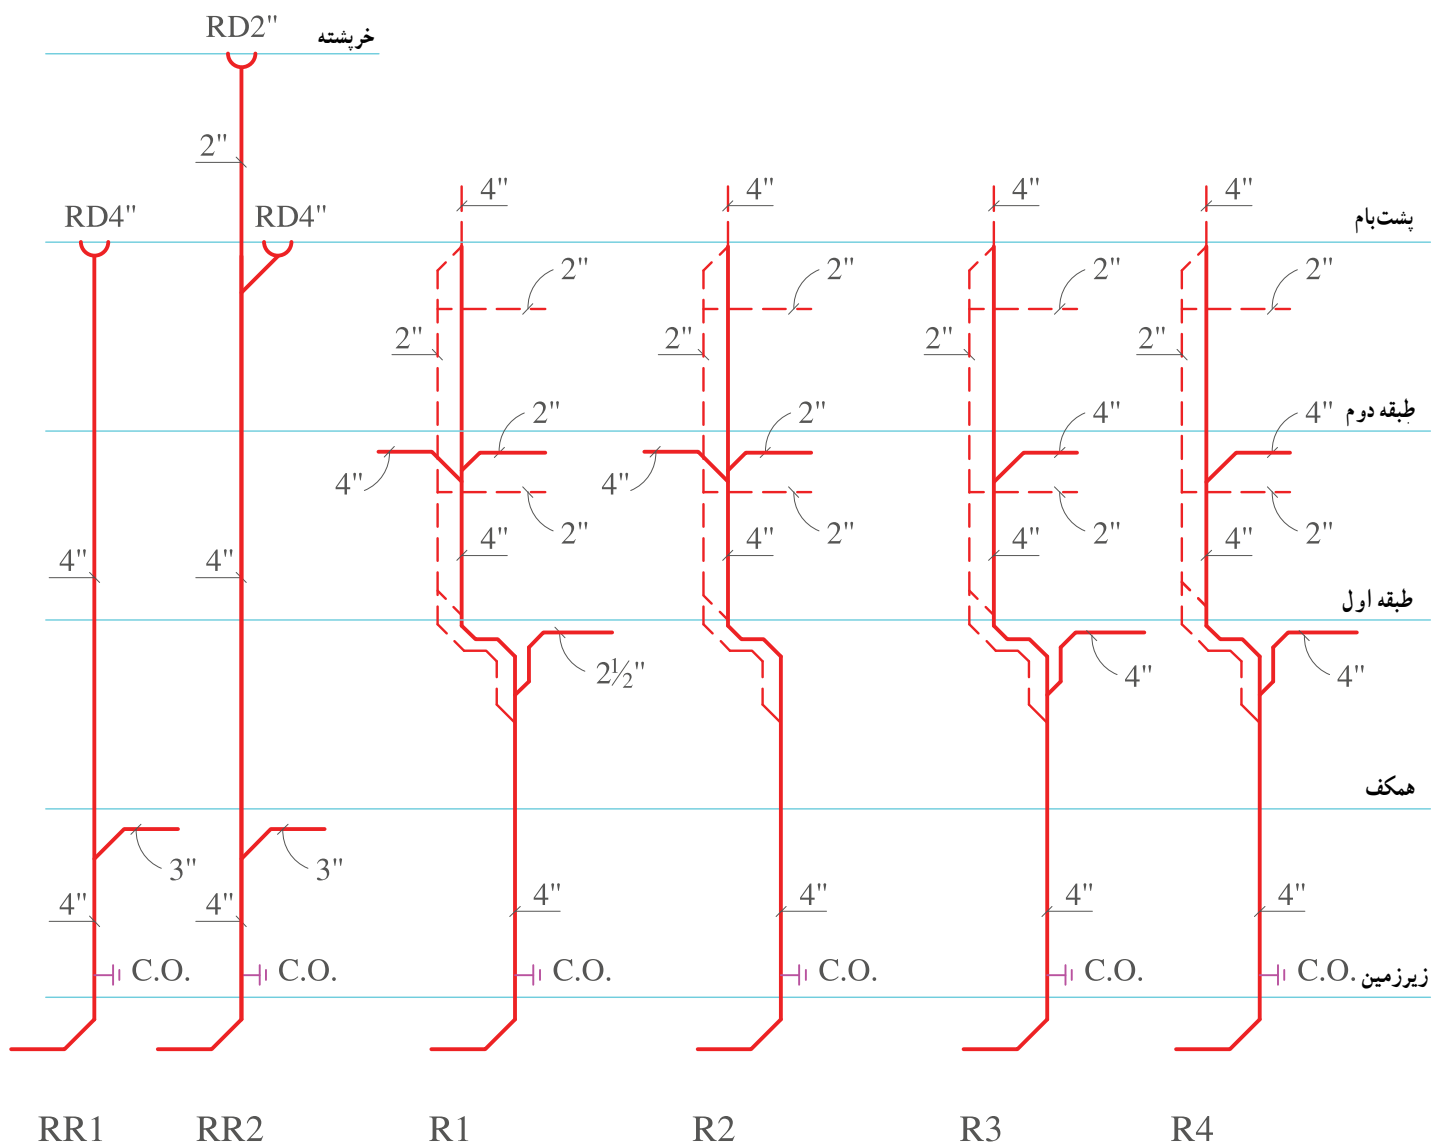 RD2" خرپشته
2"
4" 4" 4" 4"
RD4" RD4" پشت‌بام
2" 2" 2" 2"
2" 2" 2" 2"
2" 2" 4" 4" طبقه دوم
4" 4"
2" 2" 2" 2"
4" 4" 4" 4" 4" 4"
طبقه اول
2½" 4" 4"
همکف
3" 3"
4" 4" 4" 4" 4" 4"
C.O. C.O. C.O. C.O. C.O. C.O. زیرزمین
RR1 RR2 R1 R2 R3 R4